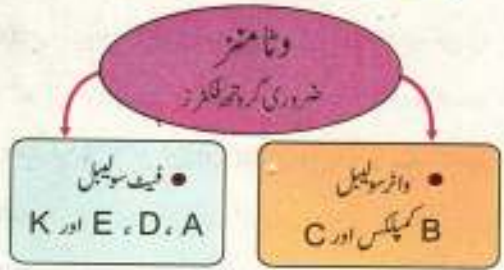 وٹامنز
ضروری گروتھ فیکٹرز
● واٹر سولیبل
B کمپلیکس اور C
● فیٹ سولیبل
A ، D ، E اور K